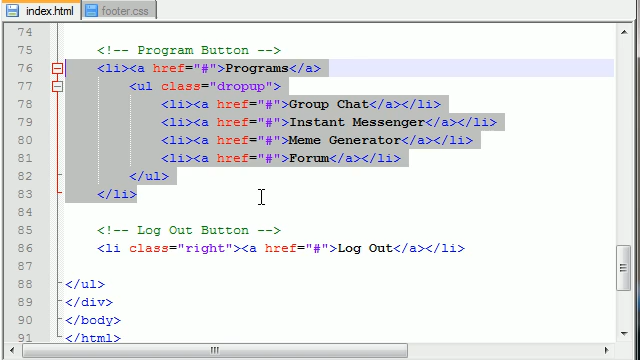 index.html footer.css
74
75 <!-- Program Button -->
76 <li><a href="#">Programs</a>
77 <ul class="dropup">
78 <li><a href="#">Group Chat</a></li>
79 <li><a href="#">Instant Messenger</a></li>
80 <li><a href="#">Meme Generator</a></li>
81 <li><a href="#">Forum</a></li>
82 </ul>
83 </li>
84
85 <!-- Log Out Button -->
86 <li class="right"><a href="#">Log Out</a></li>
87
88 </ul>
89 </div>
90 </body>
91 </html>